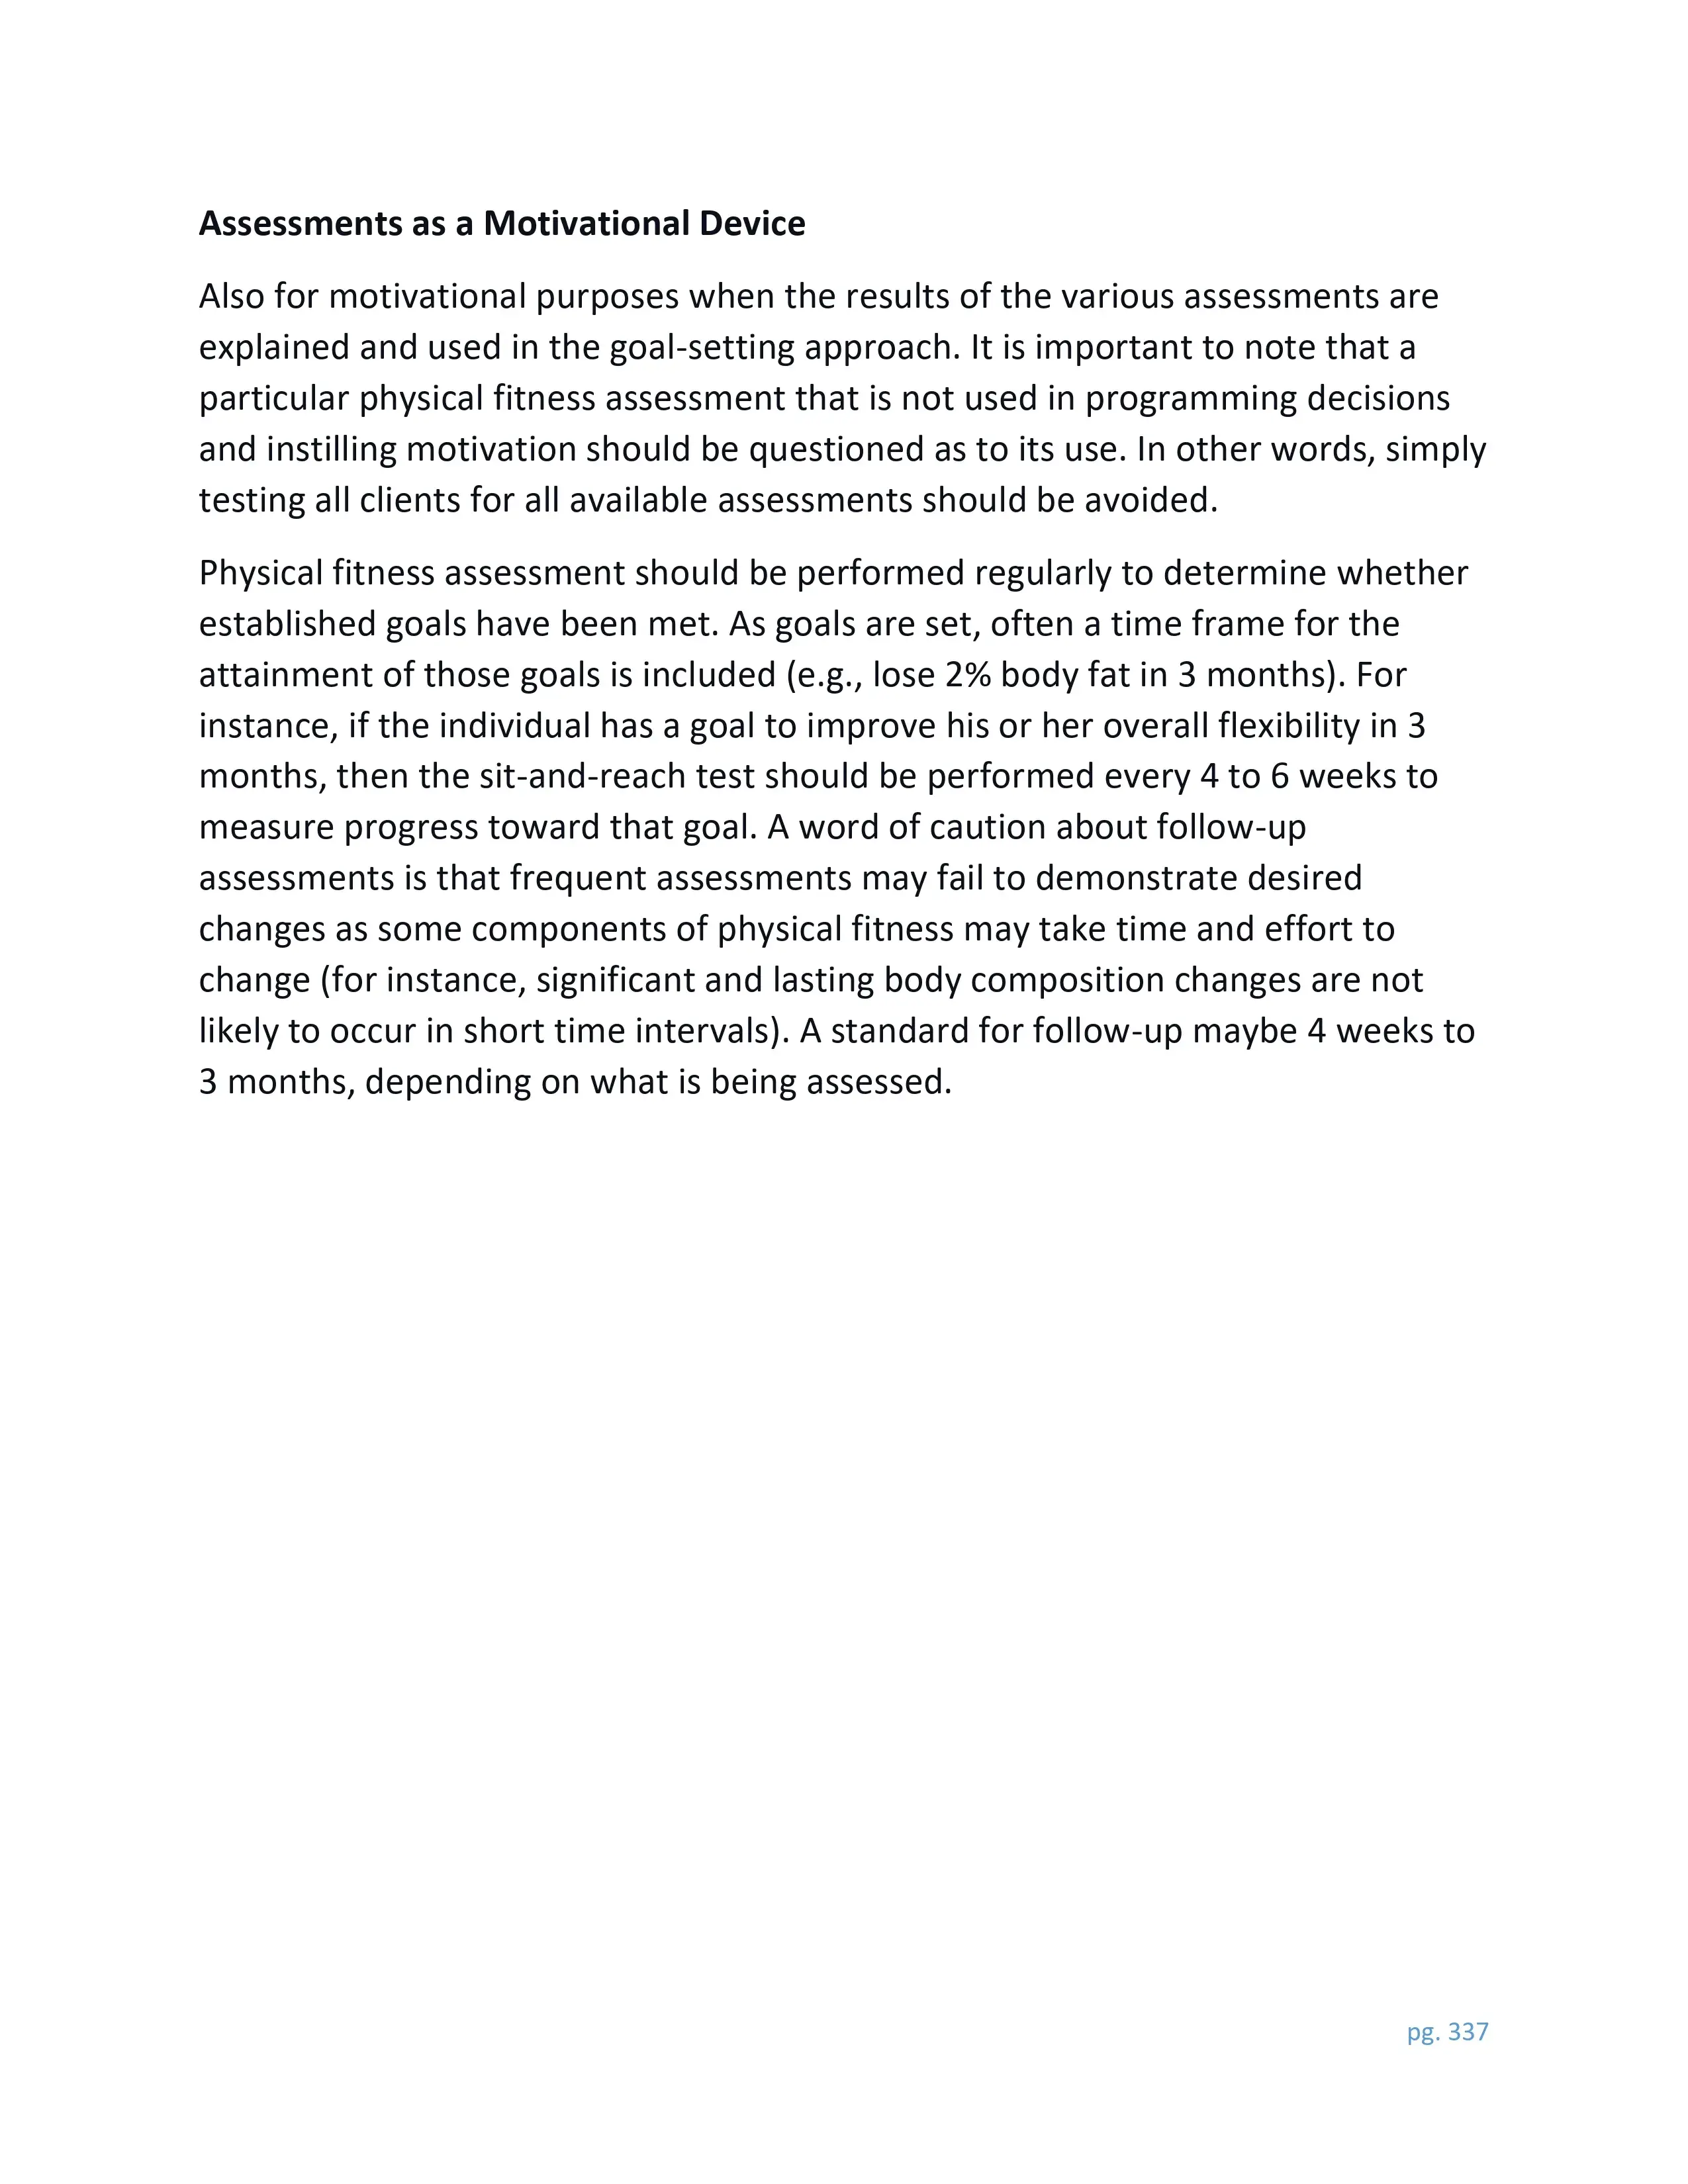 Assessments as a Motivational Device
Also for motivational purposes when the results of the various assessments are
explained and used in the goal-setting approach. It is important to note that a
particular physical fitness assessment that is not used in programming decisions
and instilling motivation should be questioned as to its use. In other words, simply
testing all clients for all available assessments should be avoided.
Physical fitness assessment should be performed regularly to determine whether
established goals have been met. As goals are set, often a time frame for the
attainment of those goals is included (e.g., lose 2% body fat in 3 months). For
instance, if the individual has a goal to improve his or her overall flexibility in 3
months, then the sit-and-reach test should be performed every 4 to 6 weeks to
measure progress toward that goal. A word of caution about follow-up
assessments is that frequent assessments may fail to demonstrate desired
changes as some components of physical fitness may take time and effort to
change (for instance, significant and lasting body composition changes are not
likely to occur in short time intervals). A standard for follow-up maybe 4 weeks to
3 months, depending on what is being assessed.
pg. 337